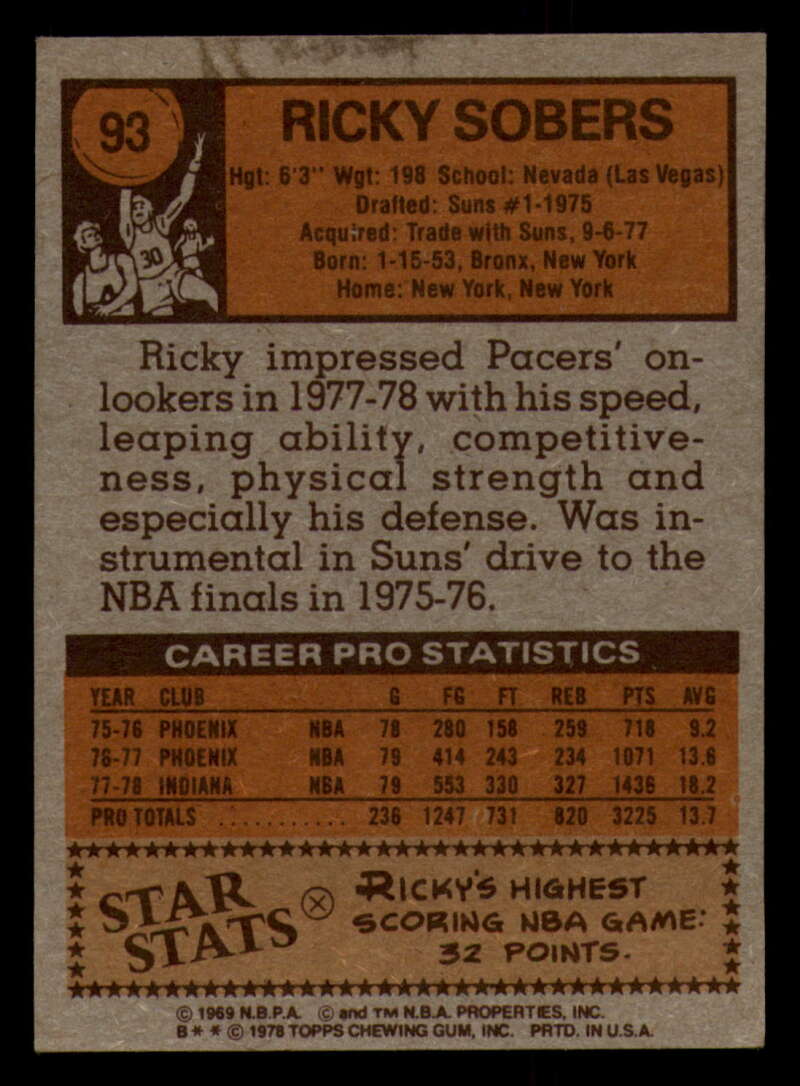 93
RICKY SOBERS
Hgt: 6'3" Wgt: 198 School: Nevada (Las Vegas)
Drafted: Suns #1-1975
Acquired: Trade with Suns, 9-6-77
Born: 1-15-53, Bronx, New York
Home: New York, New York
30
Ricky impressed Pacers' on-
lookers in 1977-78 with his speed,
leaping ability, competitive-
ness, physical strength and
especially his defense. Was in-
strumental in Suns' drive to the
NBA finals in 1975-76.
CAREER PRO STATISTICS
YEAR CLUB G FG FT REB PTS AVG
75-76 PHOENIX NBA 78 280 158 259 718 9.2
76-77 PHOENIX NBA 79 414 243 234 1071 13.6
77-78 INDIANA NBA 79 553 330 327 1436 18.2
PRO TOTALS ........... 236 1247 731 820 3225 13.7
STAR STATS
RICKY'S HIGHEST
SCORING NBA GAME:
32 POINTS.
© 1969 N.B.P.A. © and TM N.B.A. PROPERTIES, INC.
B* * © 1978 TOPPS CHEWING GUM, INC. PRTD. IN U.S.A.